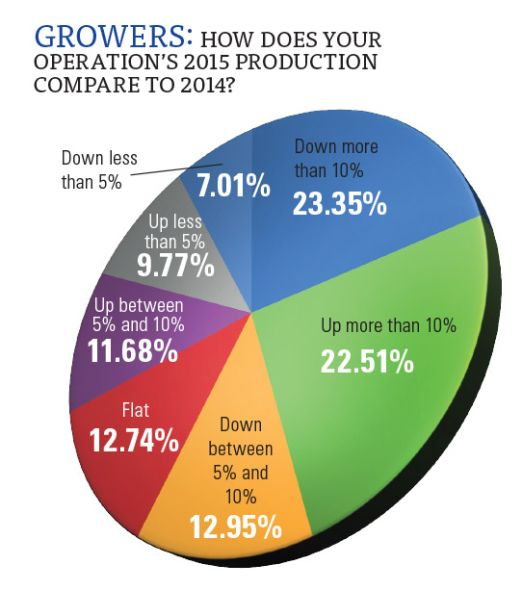 GROWERS: HOW DOES YOUR
OPERATION'S 2015 PRODUCTION
COMPARE TO 2014?
Down less
than 5%
7.01%
Down more
than 10%
23.35%
Up less
than 5%
9.77%
Up between
5% and 10%
11.68%
Up more than 10%
22.51%
Flat
12.74%
Down
between
5% and
10%
12.95%